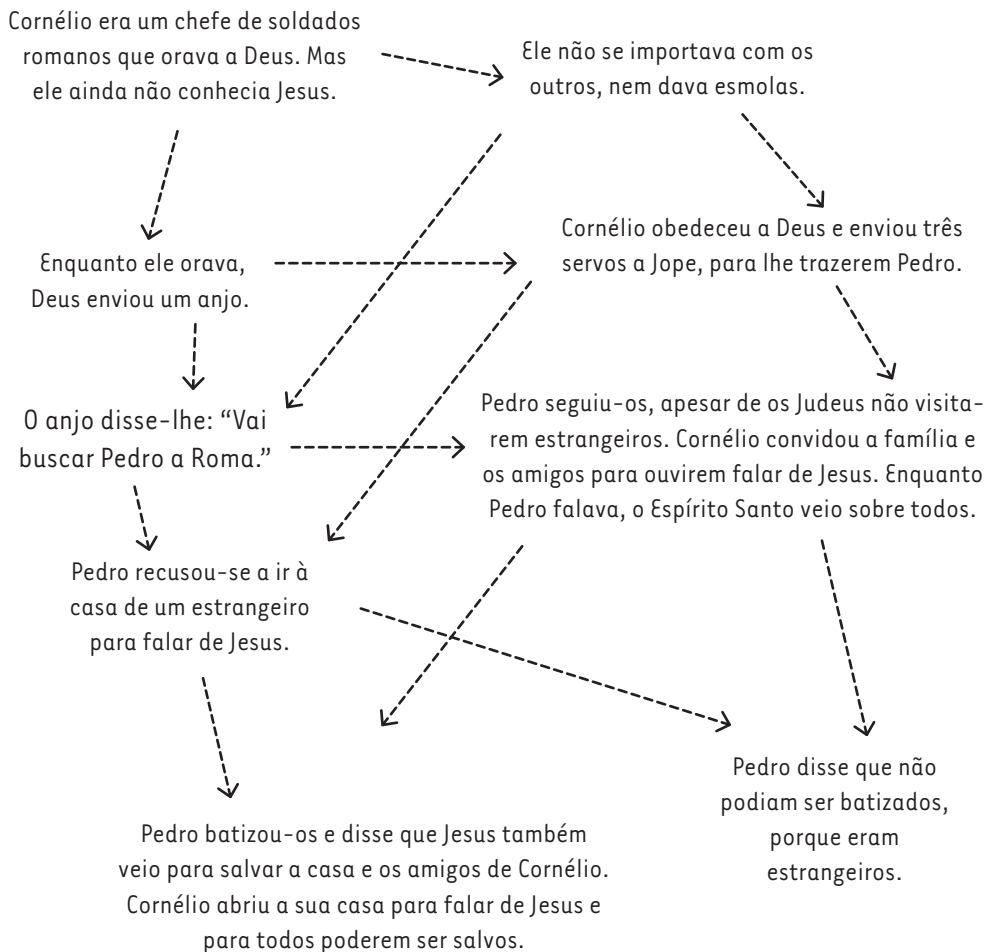 Cornélio era um chefe de soldados
romanos que orava a Deus. Mas
ele ainda não conhecia Jesus.
Ele não se importava com os
outros, nem dava esmolas.
Enquanto ele orava,
Deus enviou um anjo.
Cornélio obedeceu a Deus e enviou três
servos a Jope, para lhe trazerem Pedro.
O anjo disse-lhe: “Vai
buscar Pedro a Roma.”
Pedro seguiu-os, apesar de os Judeus não visita-
rem estrangeiros. Cornélio convidou a família e
os amigos para ouvirem falar de Jesus. Enquanto
Pedro falava, o Espírito Santo veio sobre todos.
Pedro recusou-se a ir à
casa de um estrangeiro
para falar de Jesus.
Pedro batizou-os e disse que Jesus também
veio para salvar a casa e os amigos de Cornélio.
Cornélio abriu a sua casa para falar de Jesus e
para todos poderem ser salvos.
Pedro disse que não
podiam ser batizados,
porque eram
estrangeiros.